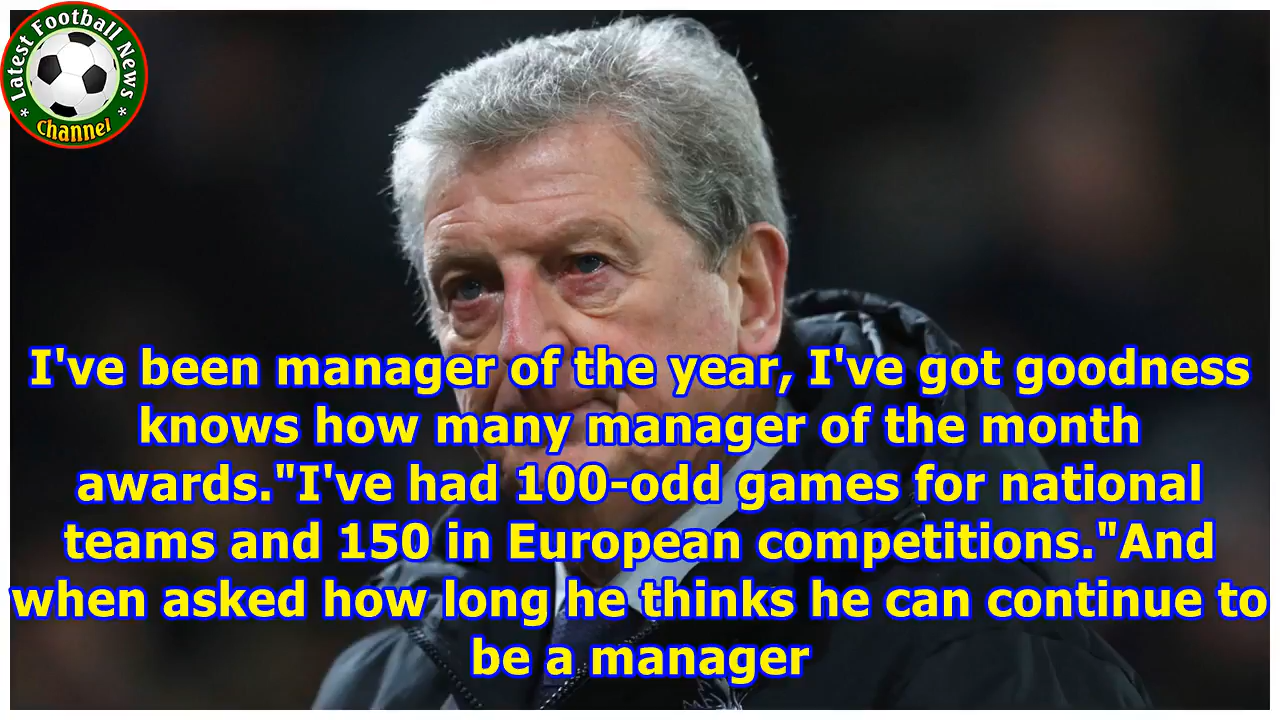 Latest Football News
* Channel *
I've been manager of the year, I've got goodness
knows how many manager of the month
awards."I've had 100-odd games for national
teams and 150 in European competitions."And
when asked how long he thinks he can continue to
be a manager